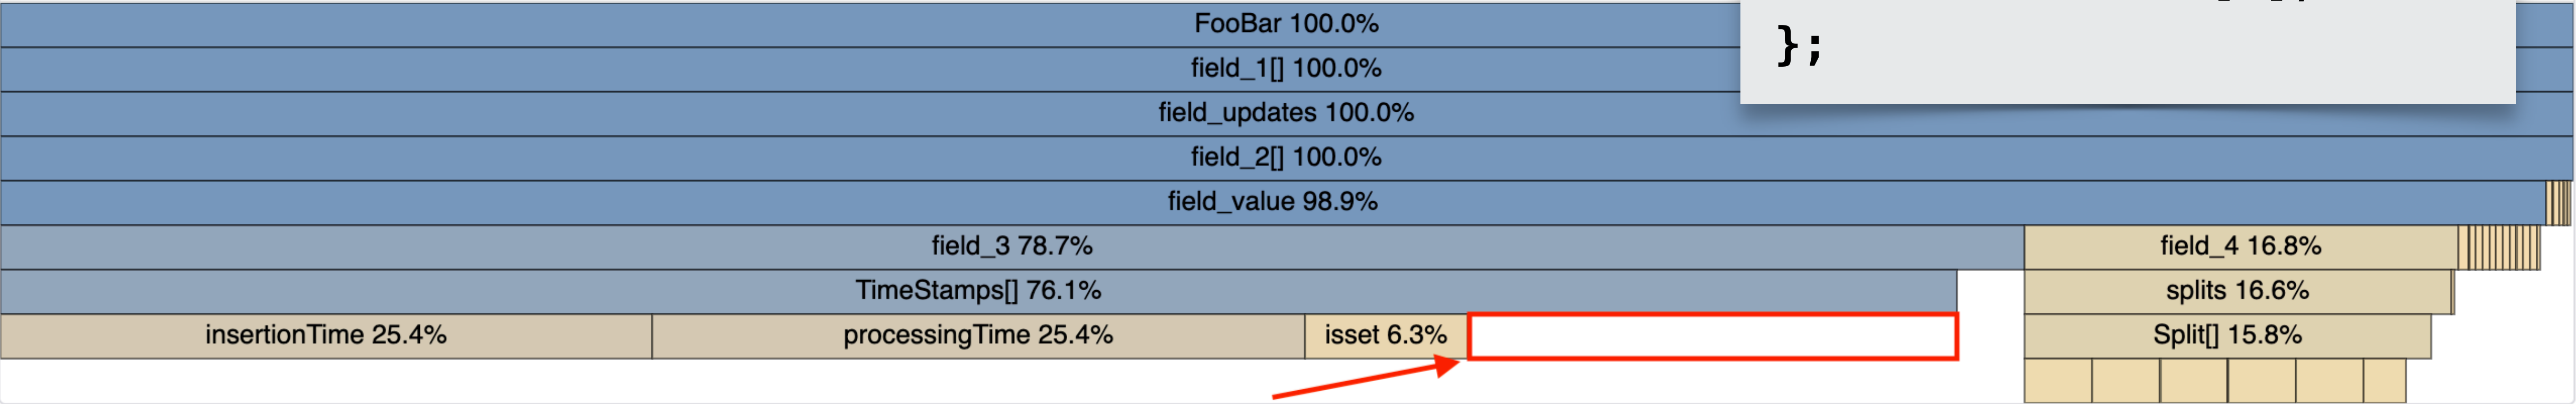 FooBar 100.0%
};
field_1[] 100.0%
field_updates 100.0%
field_2[] 100.0%
field_value 98.9%
field_3 78.7%
field_4 16.8%
TimeStamps[] 76.1%
splits 16.6%
insertionTime 25.4%
processingTime 25.4%
isset 6.3%
Split[] 15.8%